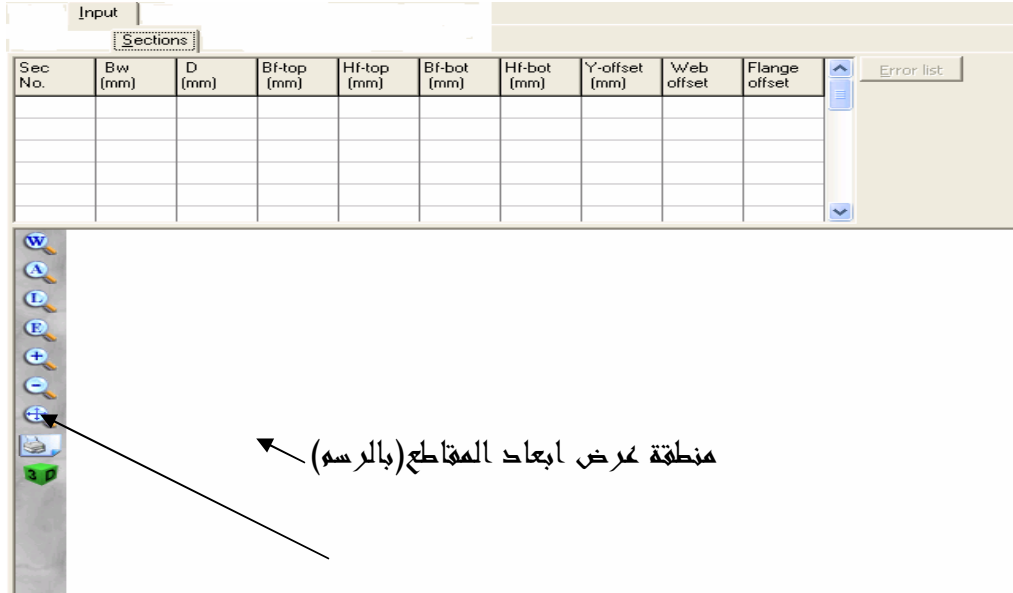 Input
Sections
Sec No. Bw (mm) D (mm) Bf-top (mm) Hf-top (mm) Bf-bot (mm) Hf-bot (mm) Y-offset (mm) Web offset Flange offset Error list
W
A
L
E
منطقة عرض ابعاد المقاطع(بالرسم)
3 D